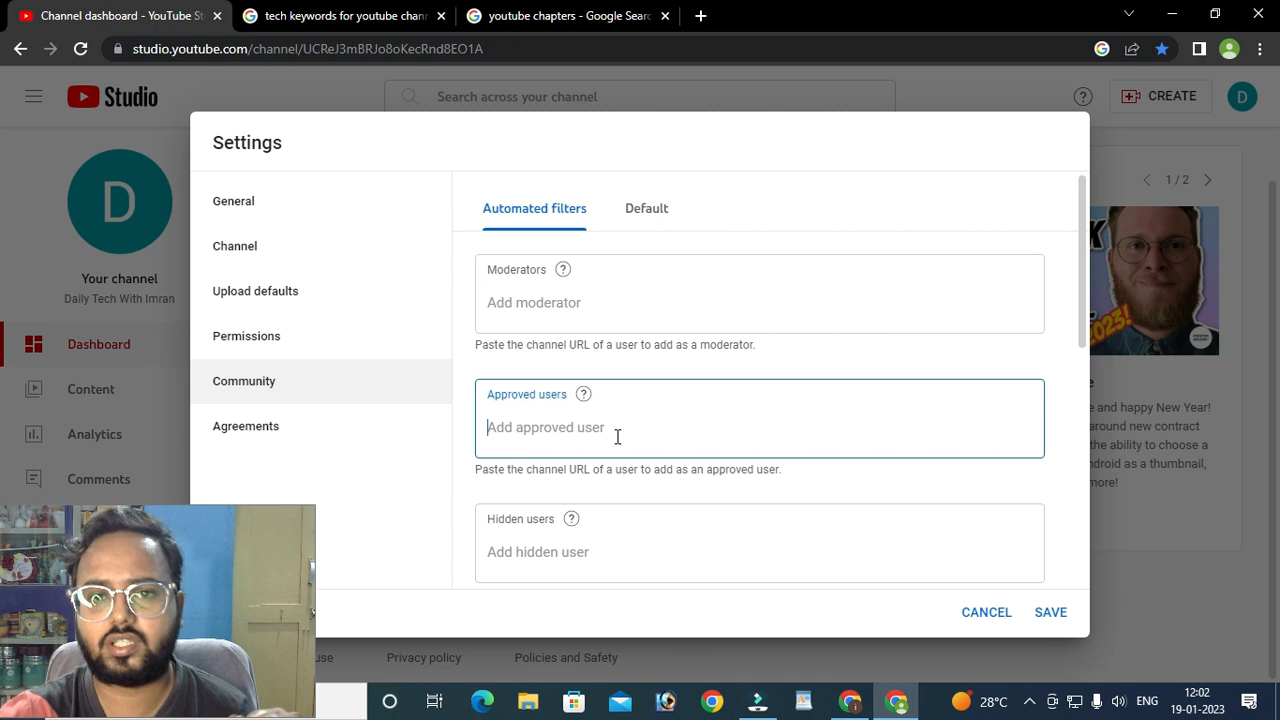 Channel dashboard - YouTube St
tech keywords for youtube chann
youtube chapters - Google Searc
studio.youtube.com/channel/UCReJ3mBRJo8oKecRnd8EO1A
Studio
Search across your channel
CREATE
D
Settings
General
Channel
Upload defaults
Permissions
Community
Agreements
Automated filters
Default
Moderators
Add moderator
Paste the channel URL of a user to add as a moderator.
Approved users
Add approved user
Paste the channel URL of a user to add as an approved user.
Hidden users
Add hidden user
CANCEL
SAVE
D
Your channel
Daily Tech With Imran
Dashboard
Content
Analytics
Comments
1 / 2
2023!
e
e and happy New Year!
around new contract
the ability to choose a
ndroid as a thumbnail,
more!
use
Privacy policy
Policies and Safety
28°C
ENG
12:02
19-01-2023